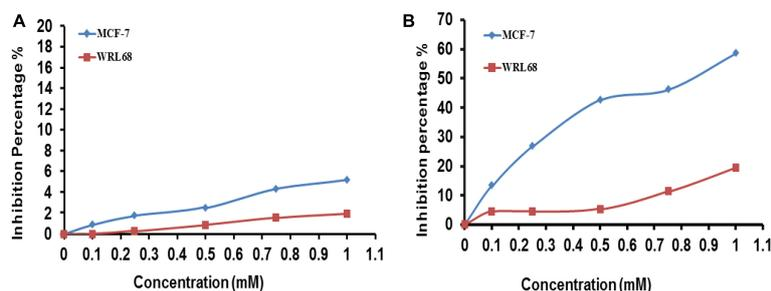 A
Inhibition Percentage %
20
18
16
14
12
10
8
6
4
2
0
MCF-7
WRL68
0 0.1 0.2 0.3 0.4 0.5 0.6 0.7 0.8 0.9 1 1.1
Concentration (mM)
B
Inhibition percentage %
70
60
50
40
30
20
10
0
MCF-7
WRL68
0 0.1 0.2 0.3 0.4 0.5 0.6 0.7 0.8 0.9 1 1.1
Concentration (mM)